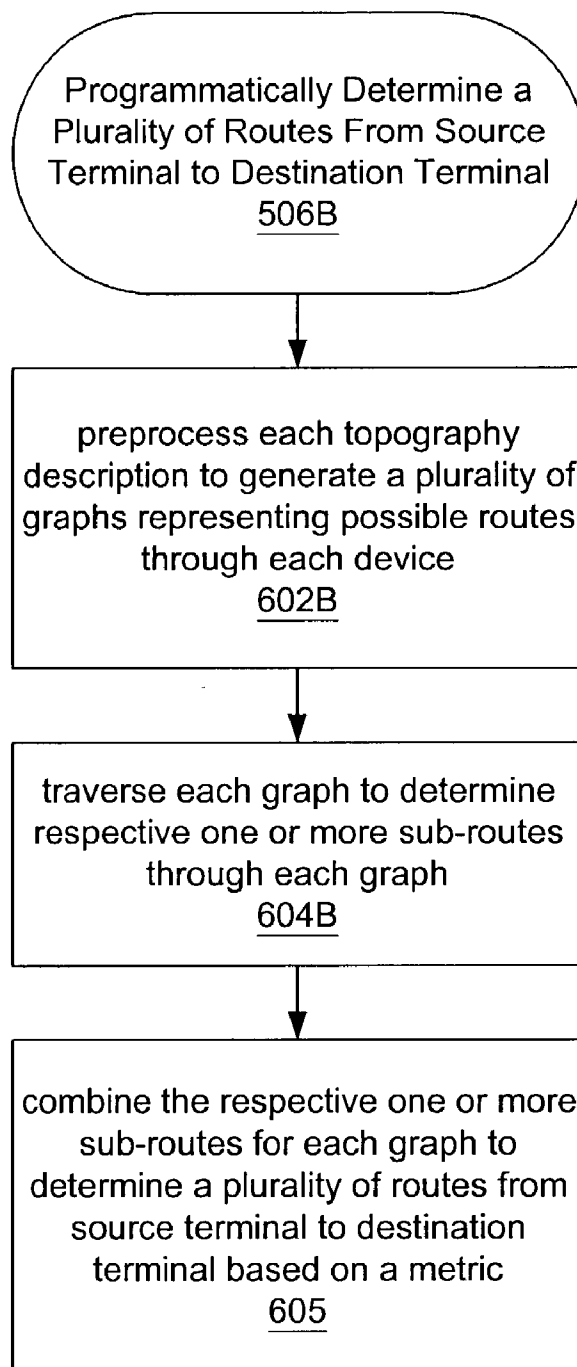 Programmatically Determine a
Plurality of Routes From Source
Terminal to Destination Terminal
506B
preprocess each topography
description to generate a plurality of
graphs representing possible routes
through each device
602B
traverse each graph to determine
respective one or more sub-routes
through each graph
604B
combine the respective one or more
sub-routes for each graph to
determine a plurality of routes from
source terminal to destination
terminal based on a metric
605